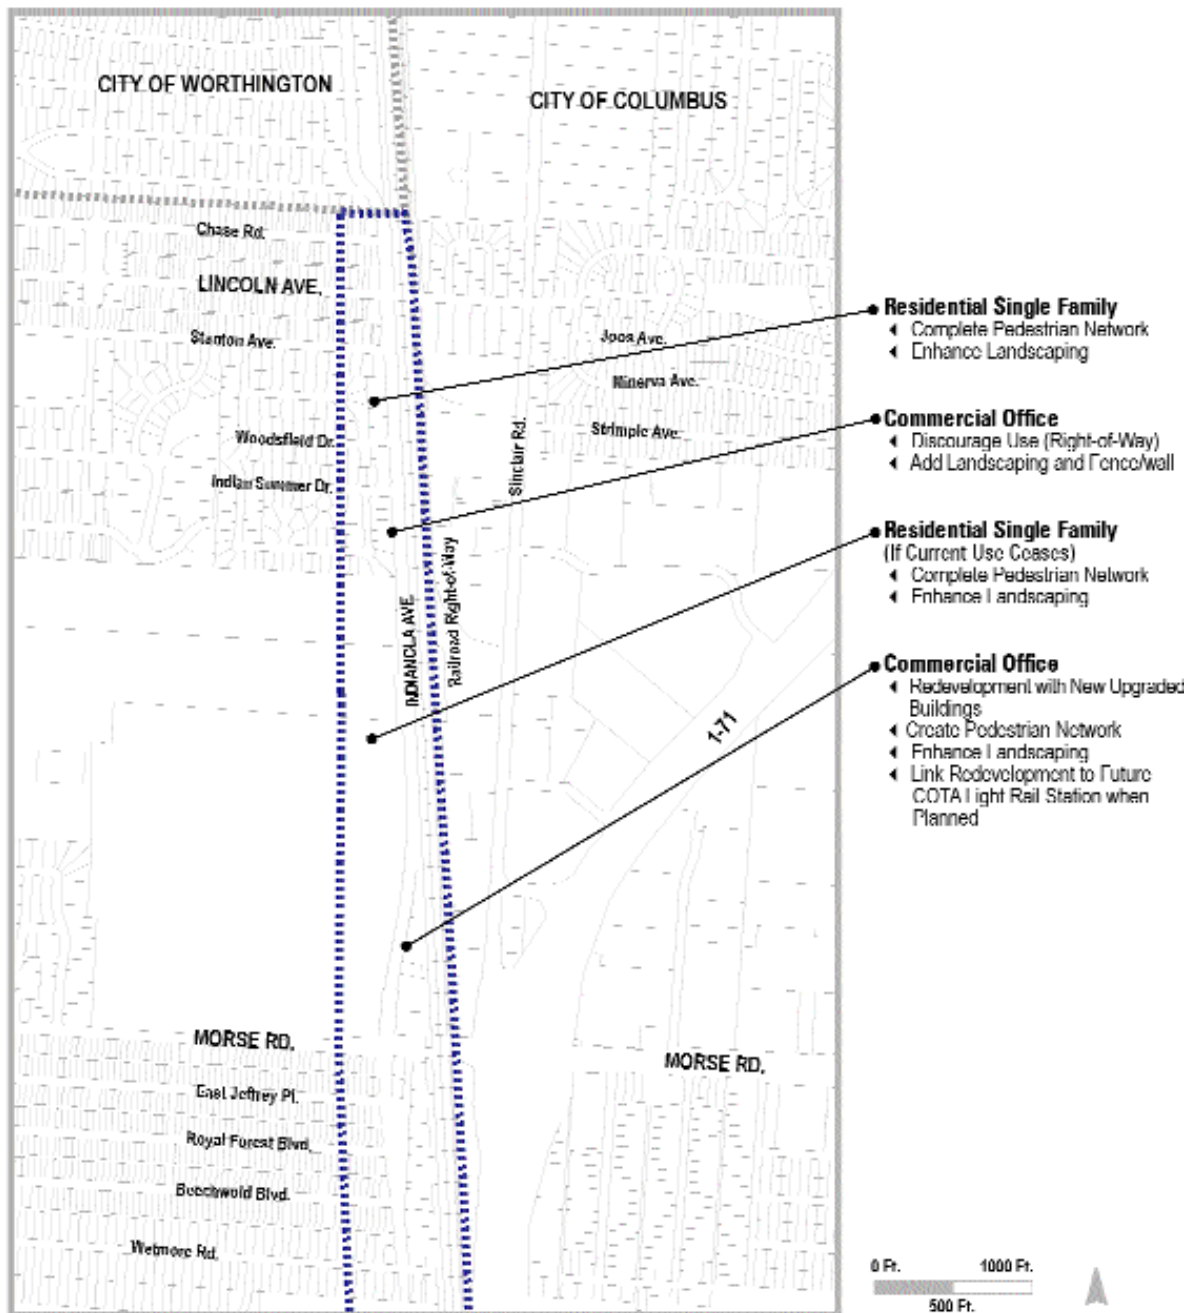 CITY OF WORTHINGTON
CITY OF COLUMBUS
Chase Rd.
LINCOLN AVE.
Stanton Ave.
Joos Ave.
Minerva Ave.
Strimple Ave.
Woodsfield Dr.
Indian Summer Dr.
Sinclair Rd.
INDIANOLA AVE.
Railroad Right-of-Way
1-71
MORSE RD.
MORSE RD.
East Jeffrey Pl.
Royal Forest Blvd.
Beechwold Blvd.
Wetmore Rd.
Residential Single Family
Complete Pedestrian Network
Enhance Landscaping
Commercial Office
Discourage Use (Right-of-Way)
Add Landscaping and Fence/wall
Residential Single Family
(If Current Use Ceases)
Complete Pedestrian Network
Enhance Landscaping
Commercial Office
Redevelopment with New Upgraded
Buildings
Create Pedestrian Network
Enhance Landscaping
Link Redevelopment to Future
COTA Light Rail Station when
Planned
0 Ft. 1000 Ft.
500 Ft.